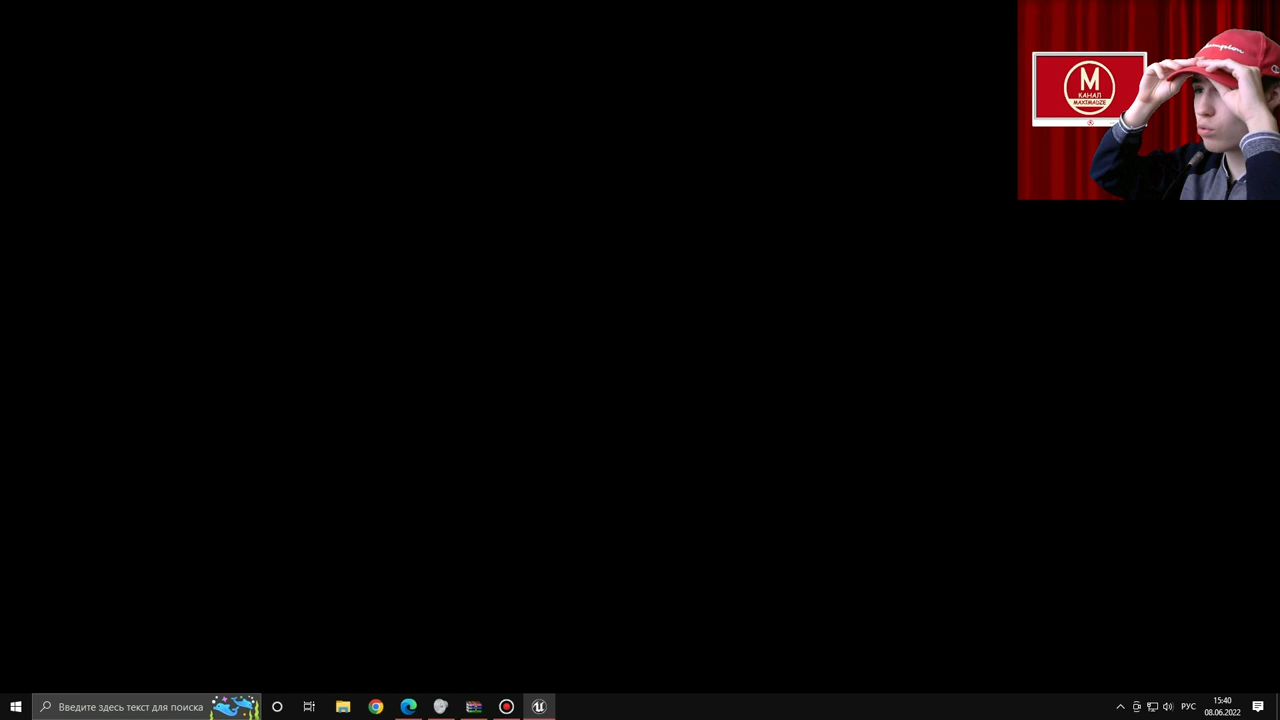 Champion
M
КАНАЛ
MAXIMADZE
Введите здесь текст для поиска
РУС
15:40
08.06.2022